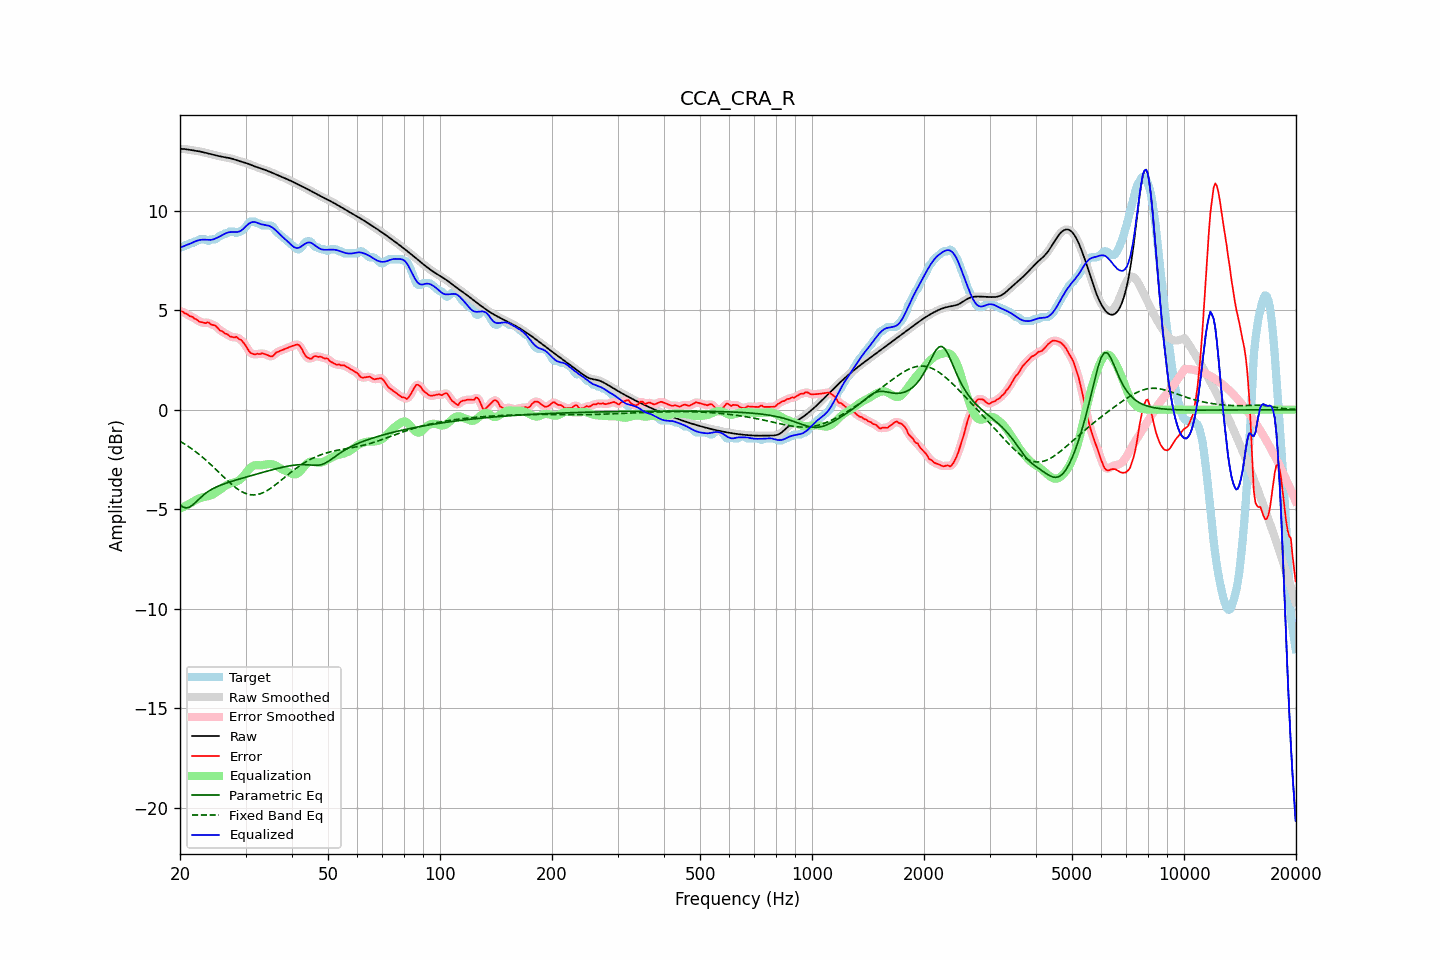 CCA_CRA_R
Amplitude (dBr)
10
5
0
−5
−10
−15
−20
Target
Raw Smoothed
Error Smoothed
Raw
Error
Equalization
Parametric Eq
Fixed Band Eq
Equalized
20 50 100 200 500 1000 2000 5000 10000 20000
Frequency (Hz)